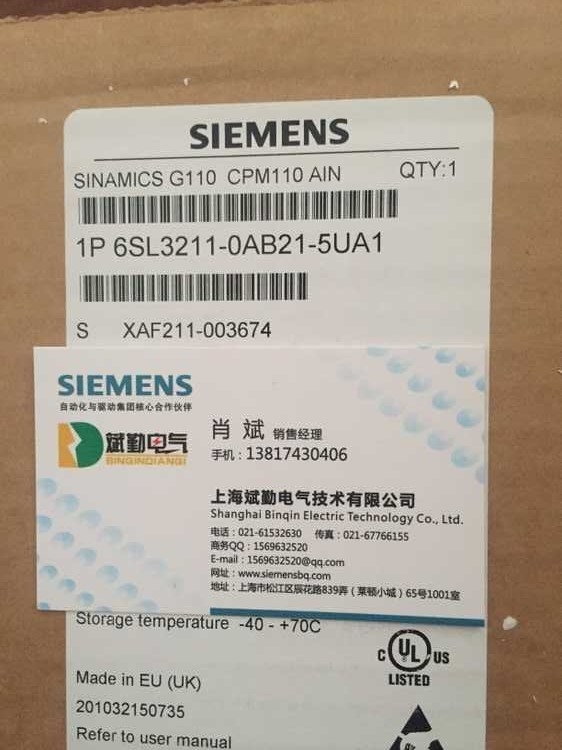 SIEMENS
SINAMICS G110 CPM110 AIN QTY:1
1P 6SL3211-0AB21-5UA1
S XAF211-003674
SIEMENS
自动化与驱动集团核心合作伙伴
斌勤电气
BINGINDIANGI
肖 斌 销售经理
手机：13817430406
上海斌勤电气技术有限公司
Shanghai Binqin Electric Technology Co., Ltd.
电话：021-61532630 传真：021-67766155
商务QQ：1569632520
E-mail：1569632520@qq.com
网址：www.siemensbq.com
地址：上海市松江区辰花路839弄（莱顿小城）65号1001室
Storage temperature -40 - +70C
C UL US
LISTED
Made in EU (UK)
201032150735
Refer to user manual